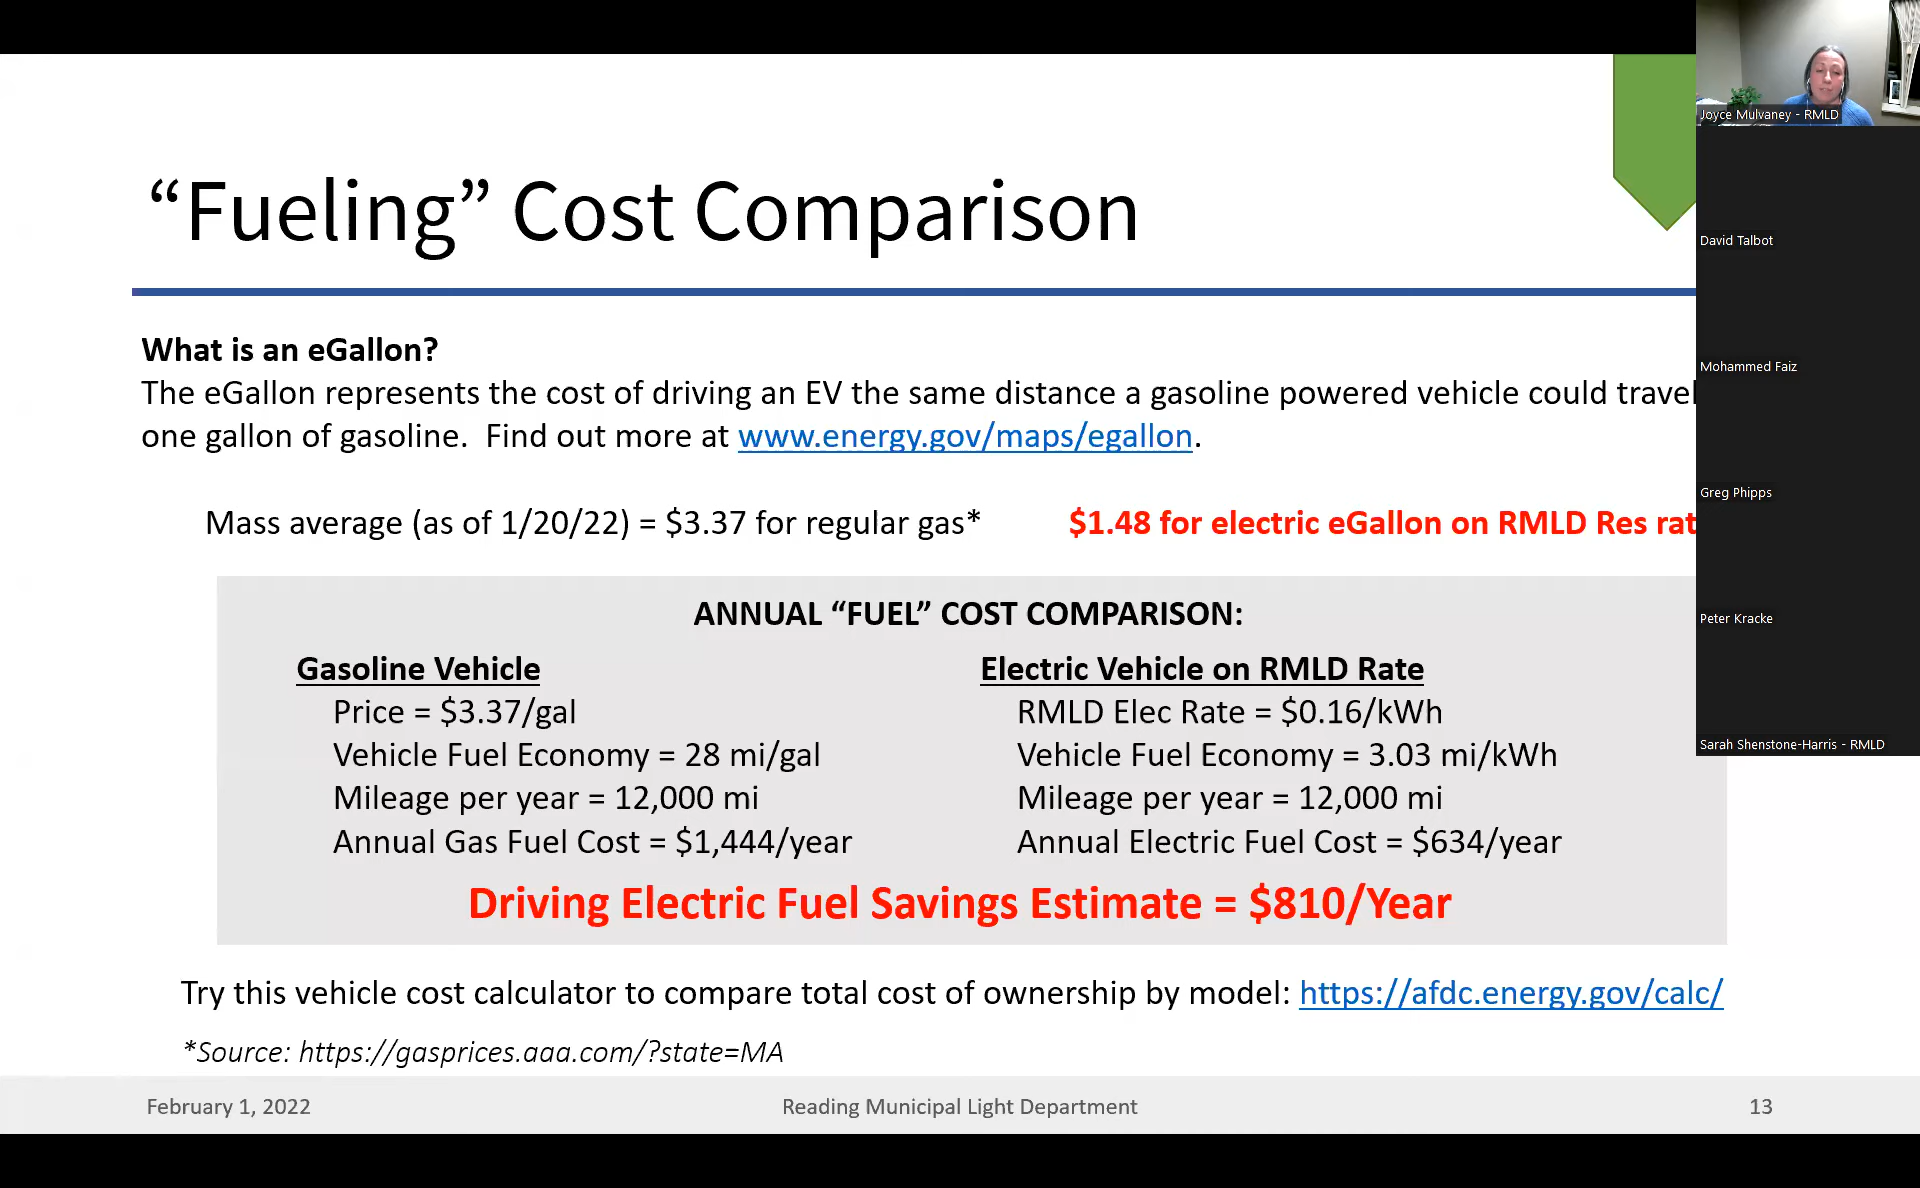 “Fueling” Cost Comparison
What is an eGallon?
The eGallon represents the cost of driving an EV the same distance a gasoline powered vehicle could travel
one gallon of gasoline. Find out more at www.energy.gov/maps/egallon.
Mass average (as of 1/20/22) = $3.37 for regular gas*
$1.48 for electric eGallon on RMLD Res rat
ANNUAL “FUEL” COST COMPARISON:
Gasoline Vehicle
Price = $3.37/gal
Vehicle Fuel Economy = 28 mi/gal
Mileage per year = 12,000 mi
Annual Gas Fuel Cost = $1,444/year
Electric Vehicle on RMLD Rate
RMLD Elec Rate = $0.16/kWh
Vehicle Fuel Economy = 3.03 mi/kWh
Mileage per year = 12,000 mi
Annual Electric Fuel Cost = $634/year
Driving Electric Fuel Savings Estimate = $810/Year
Try this vehicle cost calculator to compare total cost of ownership by model: https://afdc.energy.gov/calc/
*Source: https://gasprices.aaa.com/?state=MA
February 1, 2022
Reading Municipal Light Department
13
Joyce Mulvaney - RMLD
David Talbot
Mohammed Faiz
Greg Phipps
Peter Kracke
Sarah Shenstone-Harris - RMLD